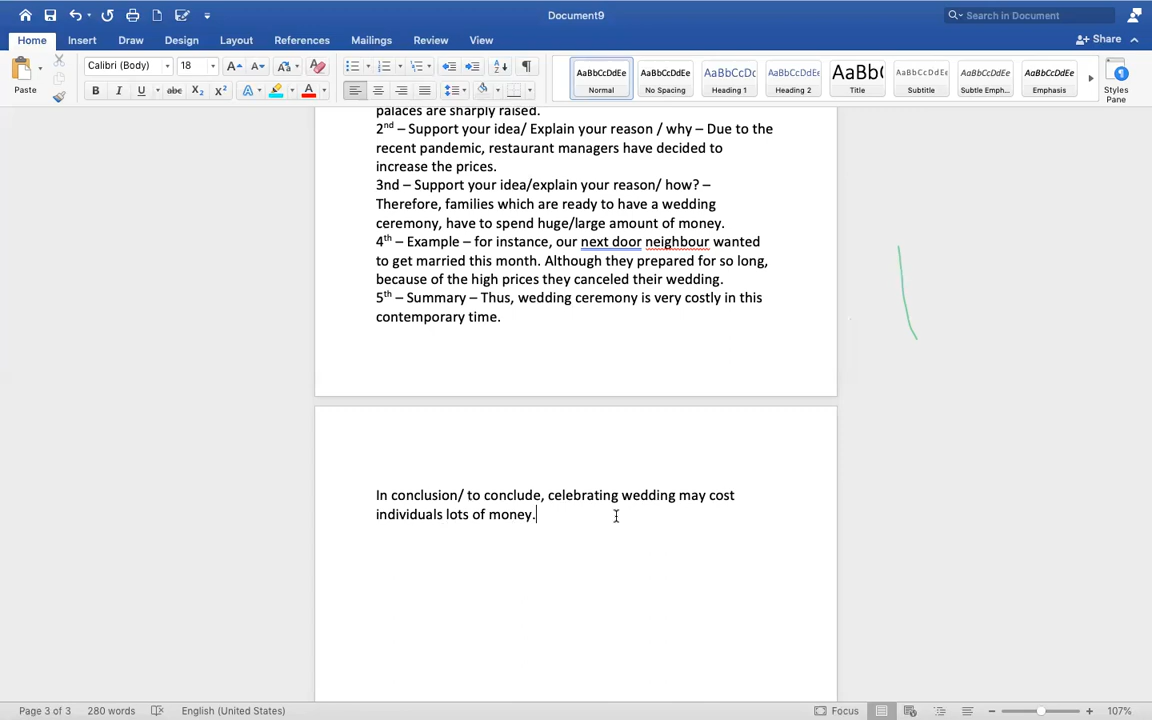 Document9
Search in Document
Home Insert Draw Design Layout References Mailings Review View
Share
Paste
Calibri (Body) 18
AaBbCcDdEe AaBbCcDdEe AaBbCcDc AaBbCcDdEe AaBb( AaBbCcDdEe AaBbCcDdEe AaBbCcDdEe
Normal No Spacing Heading 1 Heading 2 Title Subtitle Subtle Emph... Emphasis
Styles
Pane
palaces are sharply raised.
2nd – Support your idea/ Explain your reason / why – Due to the
recent pandemic, restaurant managers have decided to
increase the prices.
3nd – Support your idea/explain your reason/ how? –
Therefore, families which are ready to have a wedding
ceremony, have to spend huge/large amount of money.
4th – Example – for instance, our next door neighbour wanted
to get married this month. Although they prepared for so long,
because of the high prices they canceled their wedding.
5th – Summary – Thus, wedding ceremony is very costly in this
contemporary time.
In conclusion/ to conclude, celebrating wedding may cost
individuals lots of money.
Page 3 of 3 280 words English (United States)
Focus
107%